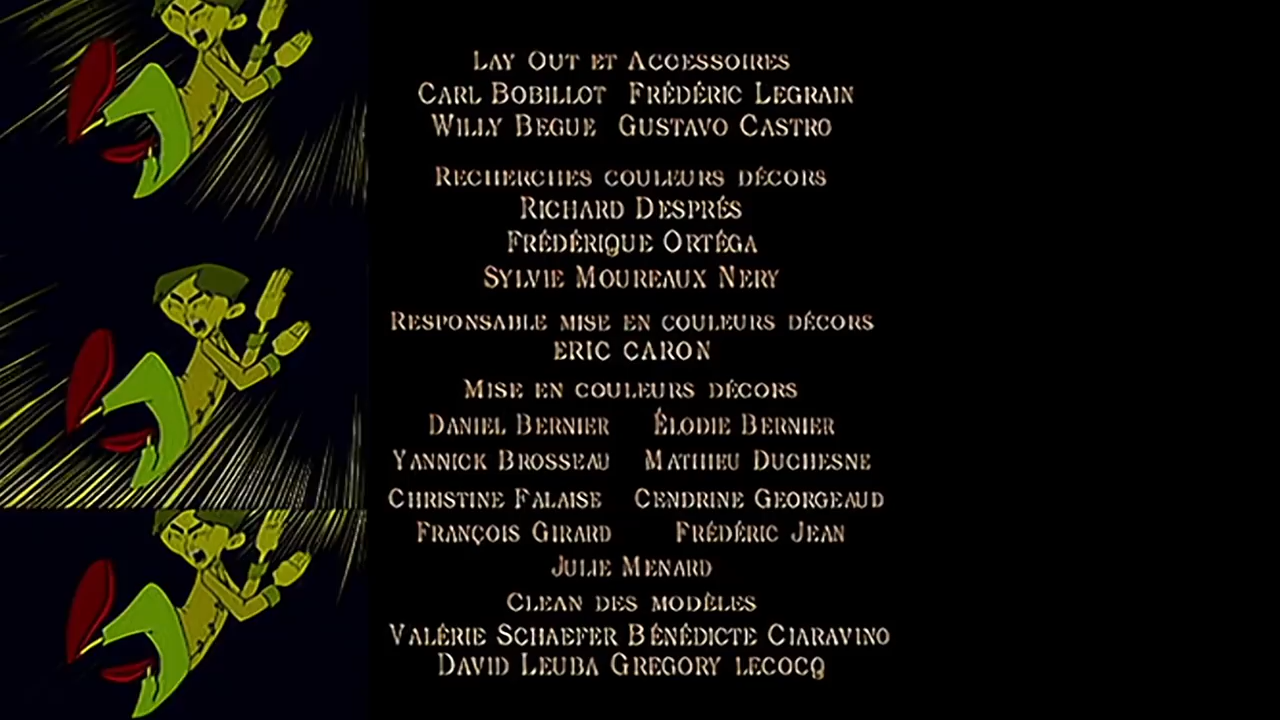 LAY OUT ET ACCESSOIRES
CARL BOBILLOT FRÉDÉRIC LEGRAIN
WILLY BEGUE GUSTAVO CASTRO
RECHERCHES COULEURS DÉCORS
RICHARD DESPRÉS
FRÉDÉRIQUE ORTÉGA
SYLVIE MOUREAUX NERY
RESPONSABLE MISE EN COULEURS DÉCORS
ERIC CARON
MISE EN COULEURS DÉCORS
DANIEL BERNIER ÉLODIE BERNIER
YANNICK BROSSEAU MATHIEU DUCHESNE
CHRISTINE FALAISE CENDRINE GEORGEAUD
FRANÇOIS GIRARD FRÉDÉRIC JEAN
JULIE MENARD
CLEAN DES MODÈLES
VALÉRIE SCHAEFER BÉNÉDICTE CIARAVINO
DAVID LEUBA GREGORY LECOCQ